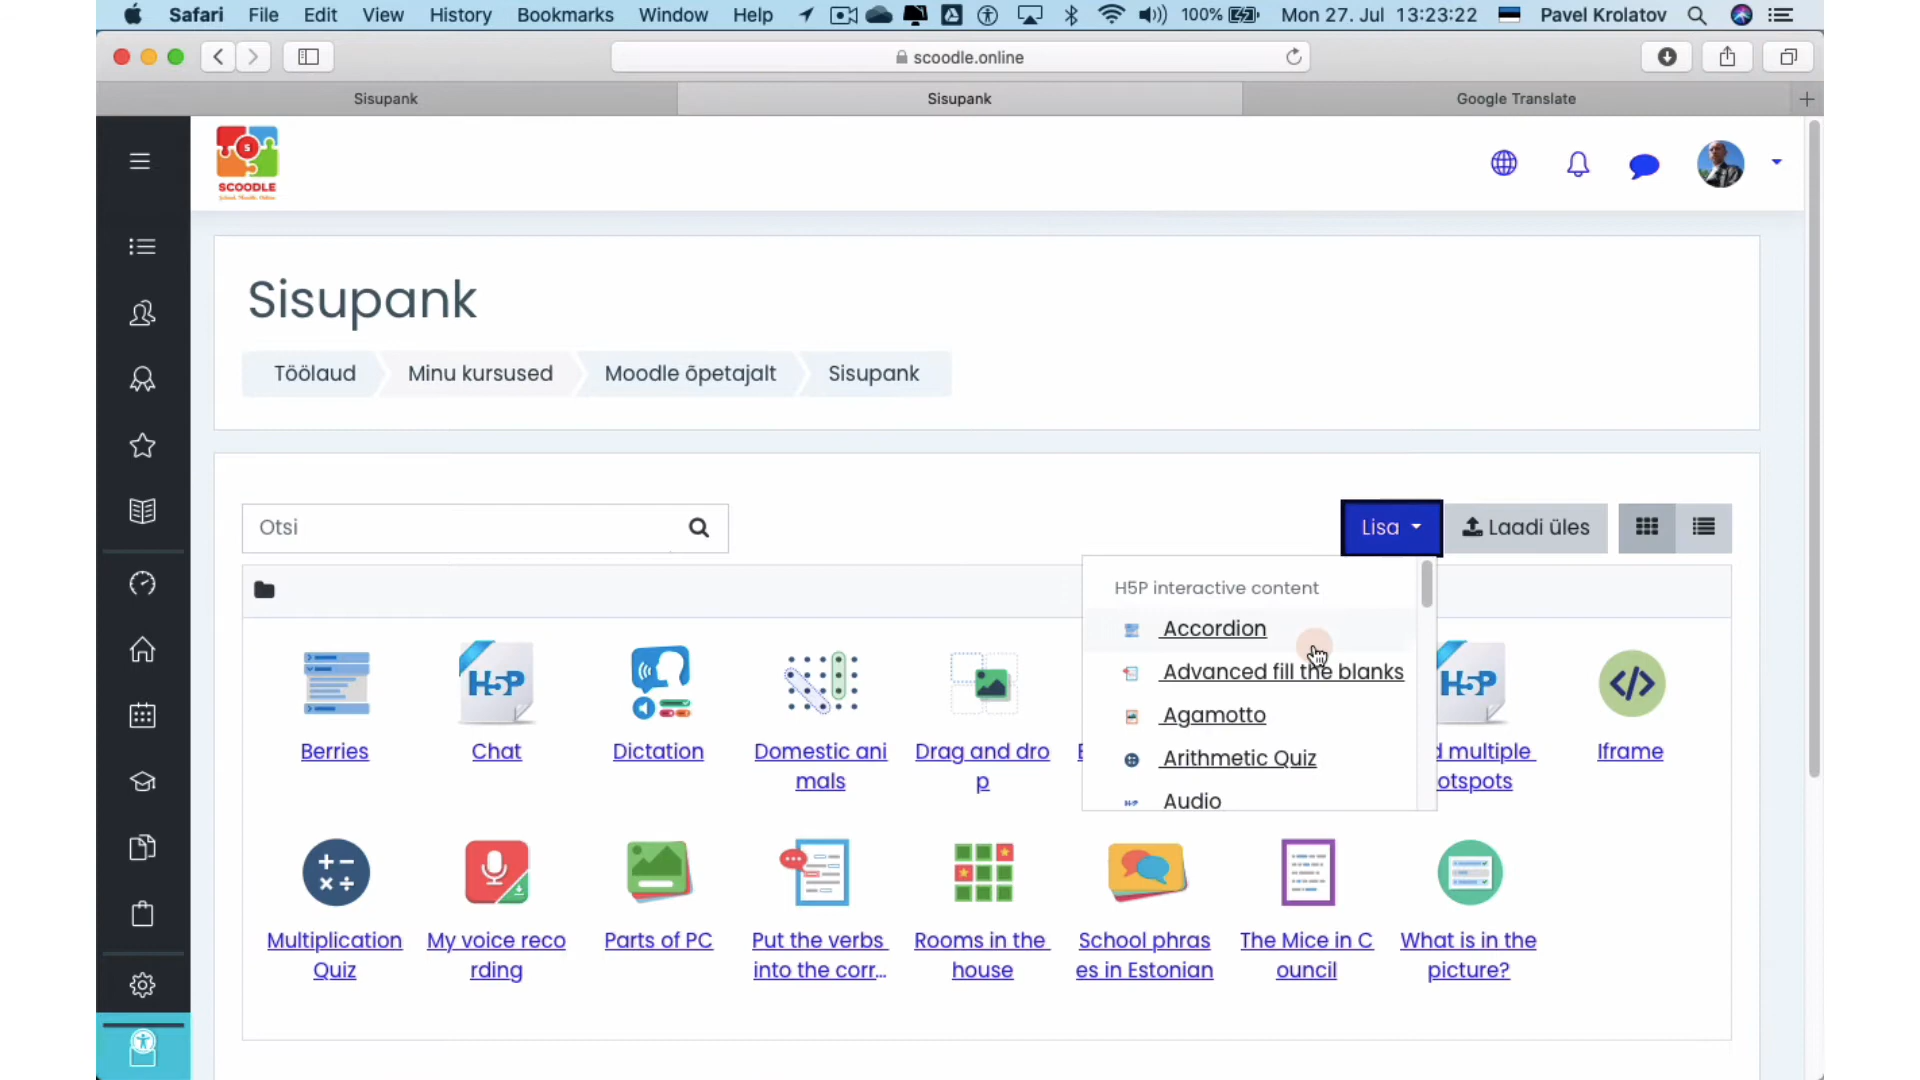 Safari File Edit View History Bookmarks Window Help 100% Mon 27. Jul 13:23:22 Pavel Krolatov
scoodle.online
Sisupank Sisupank Google Translate
S
SCOODLE
Sisupank
Töölaud Minu kursused Moodle õpetajalt Sisupank
Otsi Lisa Laadi üles
H5P interactive content
Accordion
Advanced fill the blanks
Agamotto
Arithmetic Quiz
Audio
H5P H5P
Berries Chat Dictation Domestic ani Drag and dro multiple Iframe
mals p otspots
Multiplication My voice reco Parts of PC Put the verbs Rooms in the School phras The Mice in C What is in the
Quiz rding into the corr... house es in Estonian ouncil picture?